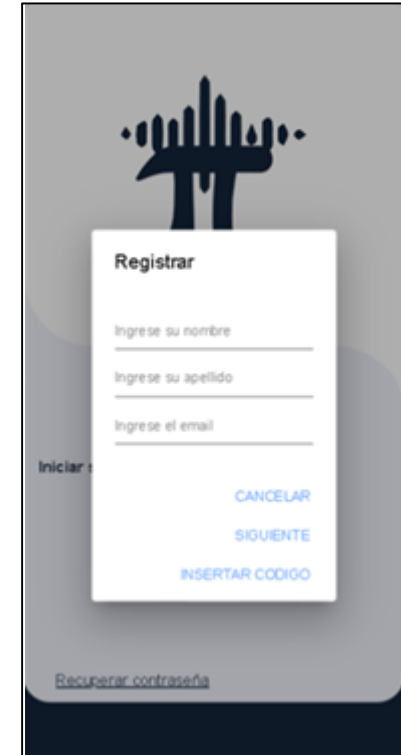 Registrar
Ingrese su nombre
Ingrese su apellido
Ingrese el email
Iniciar
CANCELAR
SIGUIENTE
INSERTAR CODIGO
Recuperar contraseña